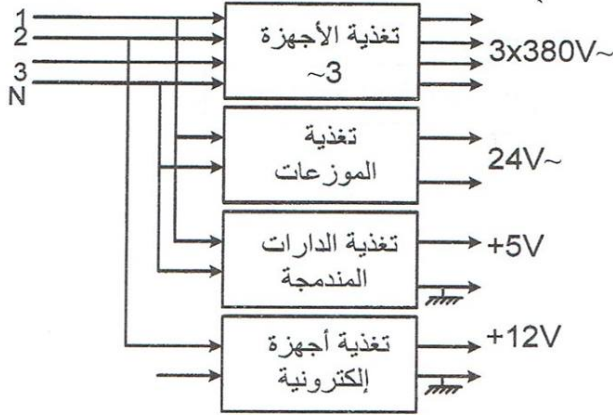 1
2
3
N
تغذية الأجهزة
3~
3x380V~
تغذية
الموزعات
24V~
تغذية الدارات
المندمجة
+5V
تغذية أجهزة
إلكترونية
+12V